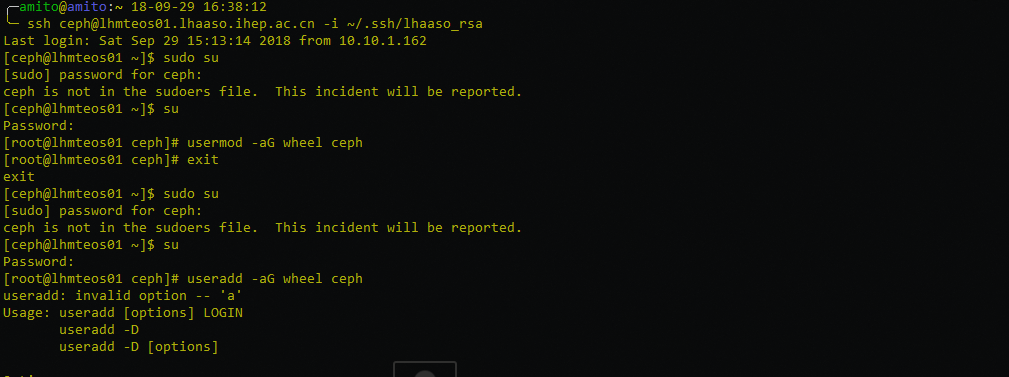 amito@amito:~ 18-09-29 16:38:12
ssh ceph@lhmteos01.lhaaso.ihep.ac.cn -i ~/.ssh/lhaaso_rsa
Last login: Sat Sep 29 15:13:14 2018 from 10.10.1.162
[ceph@lhmteos01 ~]$ sudo su
[sudo] password for ceph:
ceph is not in the sudoers file.  This incident will be reported.
[ceph@lhmteos01 ~]$ su
Password:
[root@lhmteos01 ceph]# usermod -aG wheel ceph
[root@lhmteos01 ceph]# exit
exit
[ceph@lhmteos01 ~]$ sudo su
[sudo] password for ceph:
ceph is not in the sudoers file.  This incident will be reported.
[ceph@lhmteos01 ~]$ su
Password:
[root@lhmteos01 ceph]# useradd -aG wheel ceph
useradd: invalid option -- 'a'
Usage: useradd [options] LOGIN
       useradd -D
       useradd -D [options]